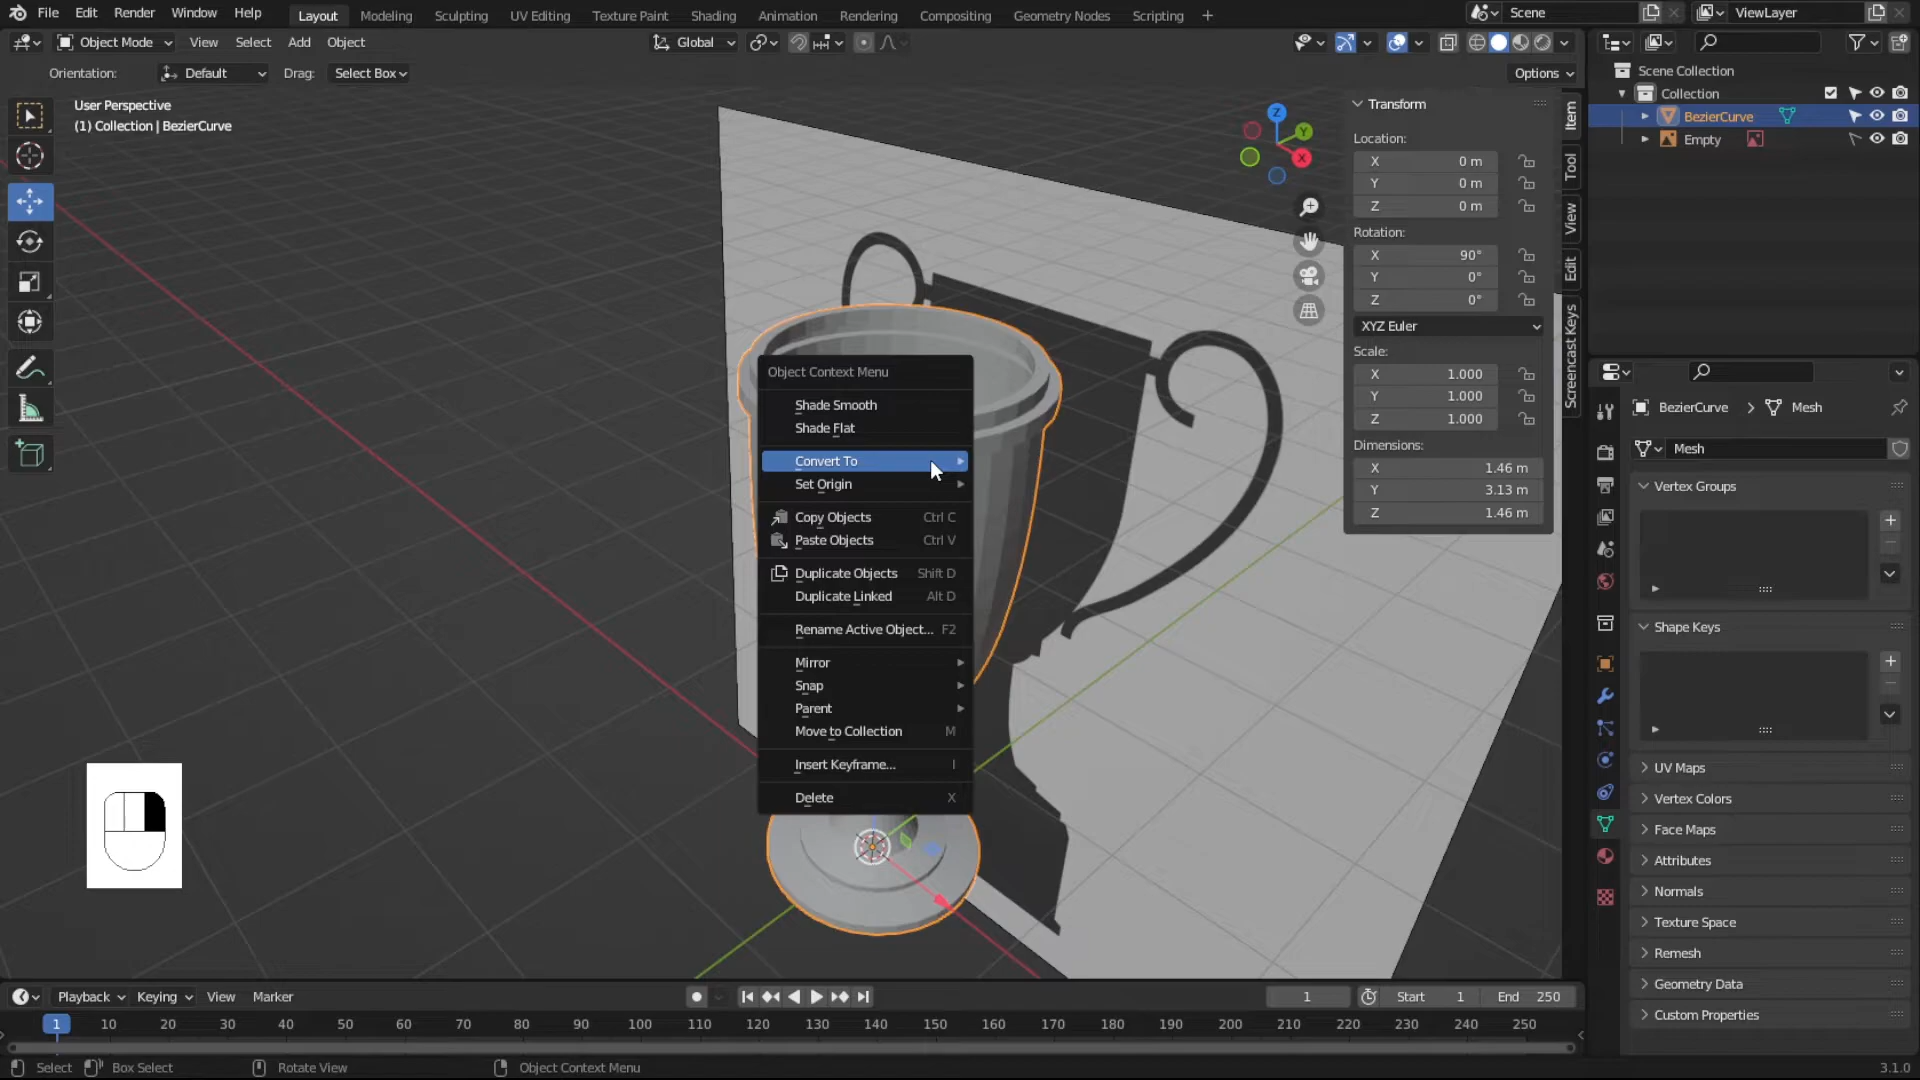 File Edit Render Window Help
Layout Modeling Sculpting UV Editing Texture Paint Shading Animation Rendering Compositing Geometry Nodes Scripting +
Scene
ViewLayer
Object Mode View Select Add Object
Global
Orientation: Default Drag: Select Box
Options
User Perspective
(1) Collection | BezierCurve
Z
Y
X
Transform
Location:
X 0 m
Y 0 m
Z 0 m
Rotation:
X 90°
Y 0°
Z 0°
XYZ Euler
Scale:
X 1.000
Y 1.000
Z 1.000
Dimensions:
X 1.46 m
Y 3.13 m
Z 1.46 m
Item
Tool
View
Edit
Screencast Keys
Object Context Menu
Shade Smooth
Shade Flat
Convert To
Set Origin
Copy Objects Ctrl C
Paste Objects Ctrl V
Duplicate Objects Shift D
Duplicate Linked Alt D
Rename Active Object... F2
Mirror
Snap
Parent
Move to Collection M
Insert Keyframe... I
Delete X
Scene Collection
Collection
BezierCurve
Empty
BezierCurve > Mesh
Mesh
Vertex Groups
Shape Keys
UV Maps
Vertex Colors
Face Maps
Attributes
Normals
Texture Space
Remesh
Geometry Data
Custom Properties
Playback Keying View Marker
1
Start 1
End 250
1 10 20 30 40 50 60 70 80 90 100 110 120 130 140 150 160 170 180 190 200 210 220 230 240 250
Select Box Select Rotate View Object Context Menu
3.1.0